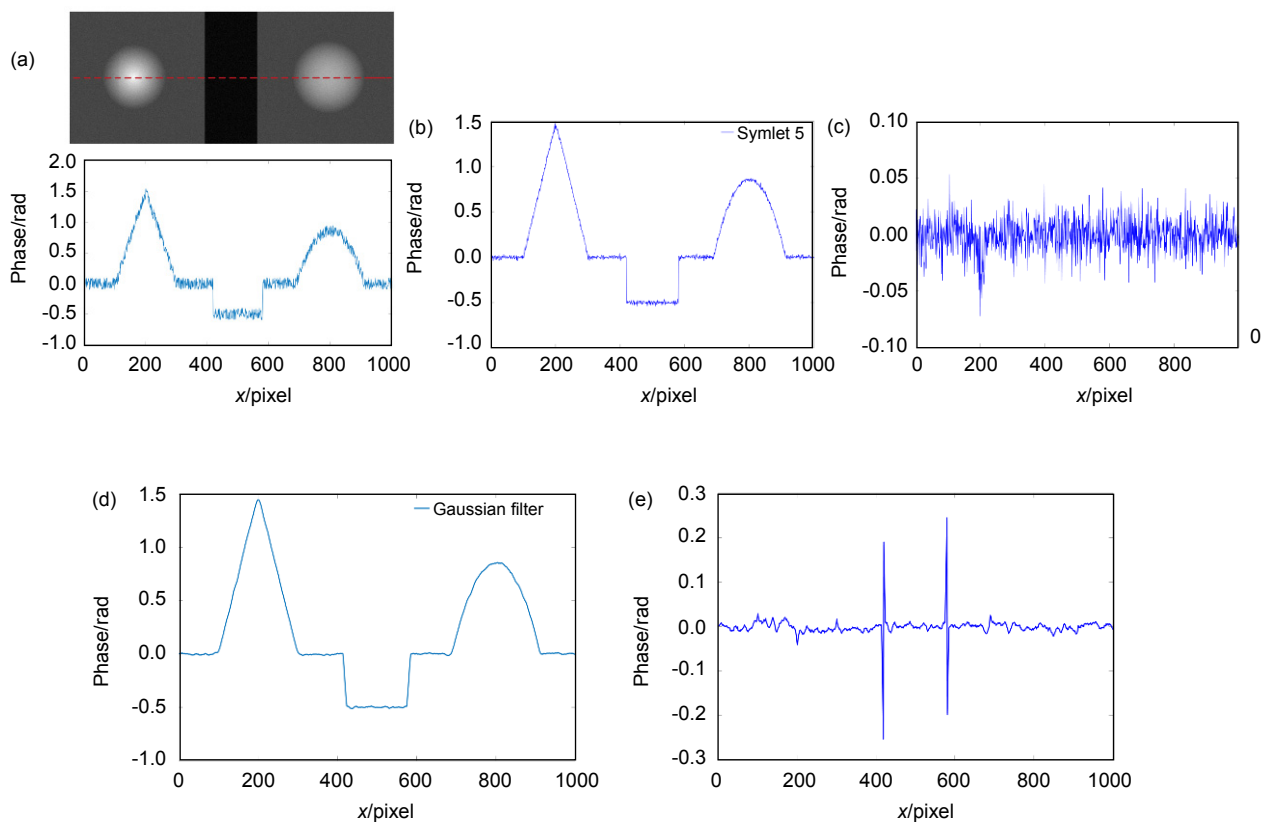 (a)
2.0
1.5
1.0
0.5
0.0
-0.5
-1.0
Phase/rad
0 200 400 600 800 1000
x/pixel
(b)
Symlet 5
1.5
1.0
0.5
0.0
-0.5
-1.0
Phase/rad
0 200 400 600 800 1000
x/pixel
(c)
0.10
0.05
0.00
-0.05
-0.10
Phase/rad
0 200 400 600 800
0
x/pixel
(d)
Gaussian filter
1.5
1.0
0.5
0.0
-0.5
-1.0
Phase/rad
0 200 400 600 800 1000
x/pixel
(e)
0.3
0.2
0.1
0.0
-0.1
-0.2
-0.3
Phase/rad
0 200 400 600 800 1000
x/pixel